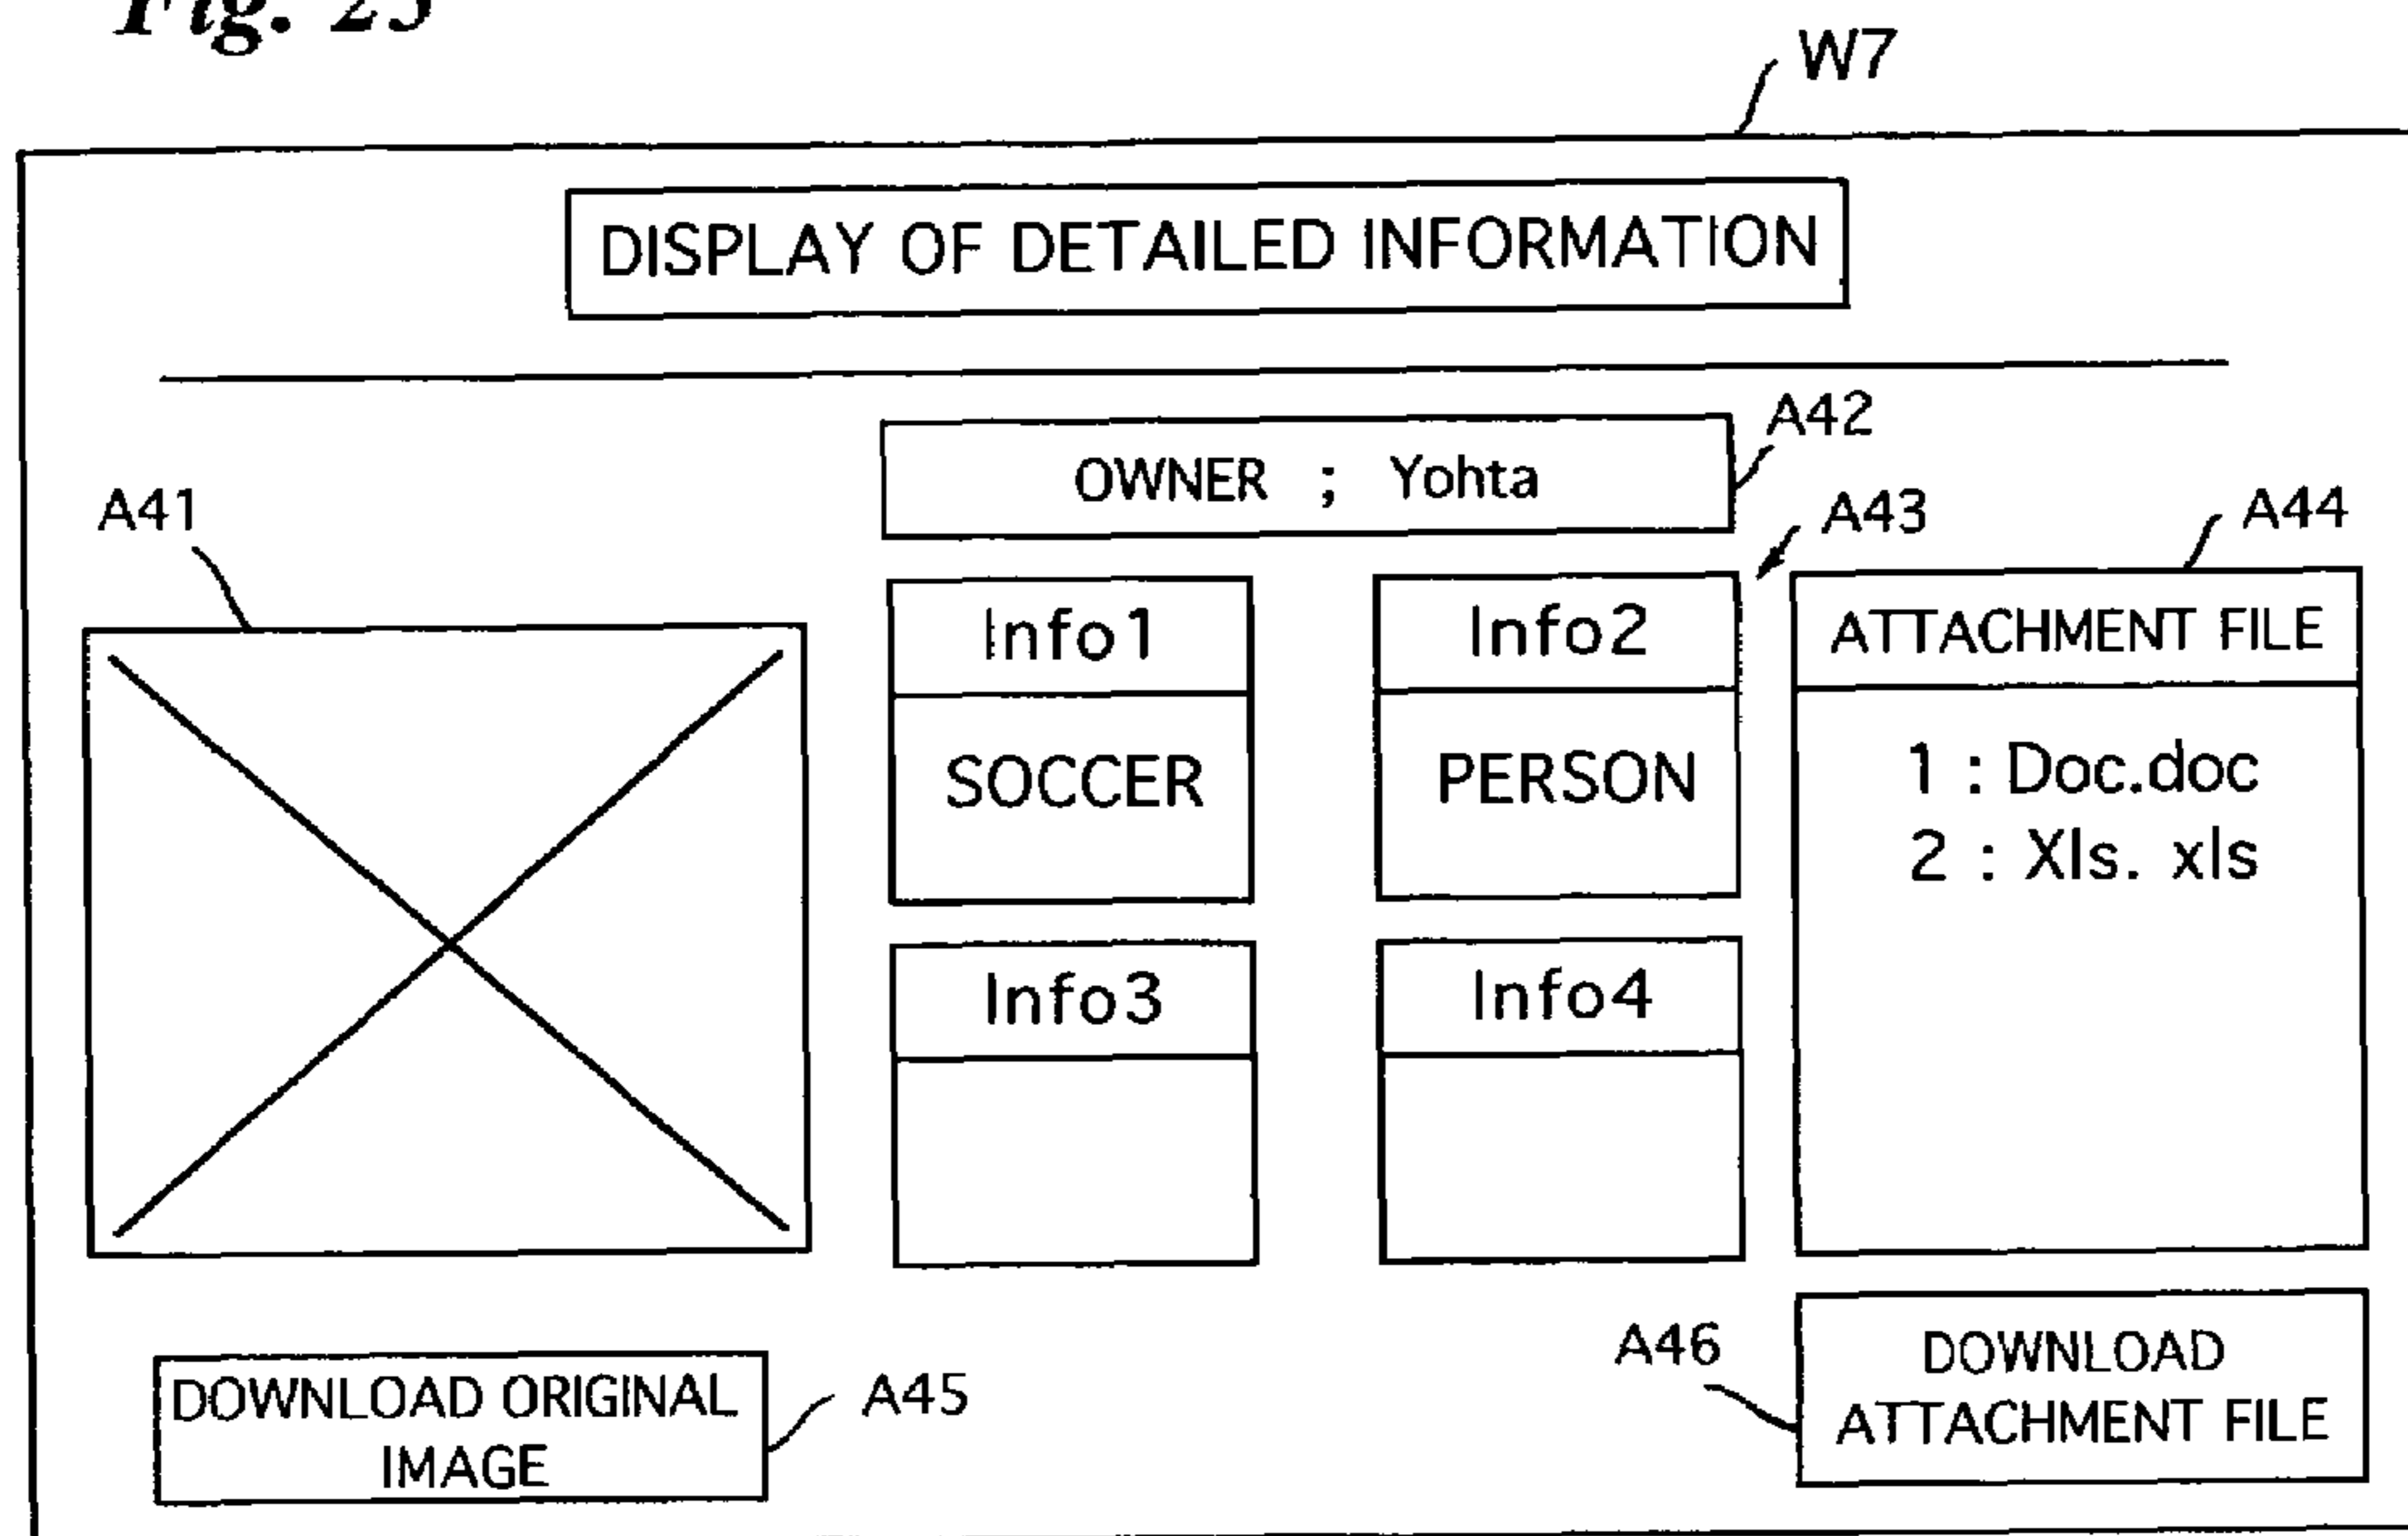 Fig.
W7
DISPLAY OF DETAILED INFORMATION
A42
OWNER ; Yohta
A41
A43
A44
Info1
Info2
ATTACHMENT FILE
SOCCER
PERSON
1 : Doc.doc
2 : Xls. xls
Info3
Info4
A46
DOWNLOAD
ATTACHMENT FILE
DOWNLOAD ORIGINAL
IMAGE
A45